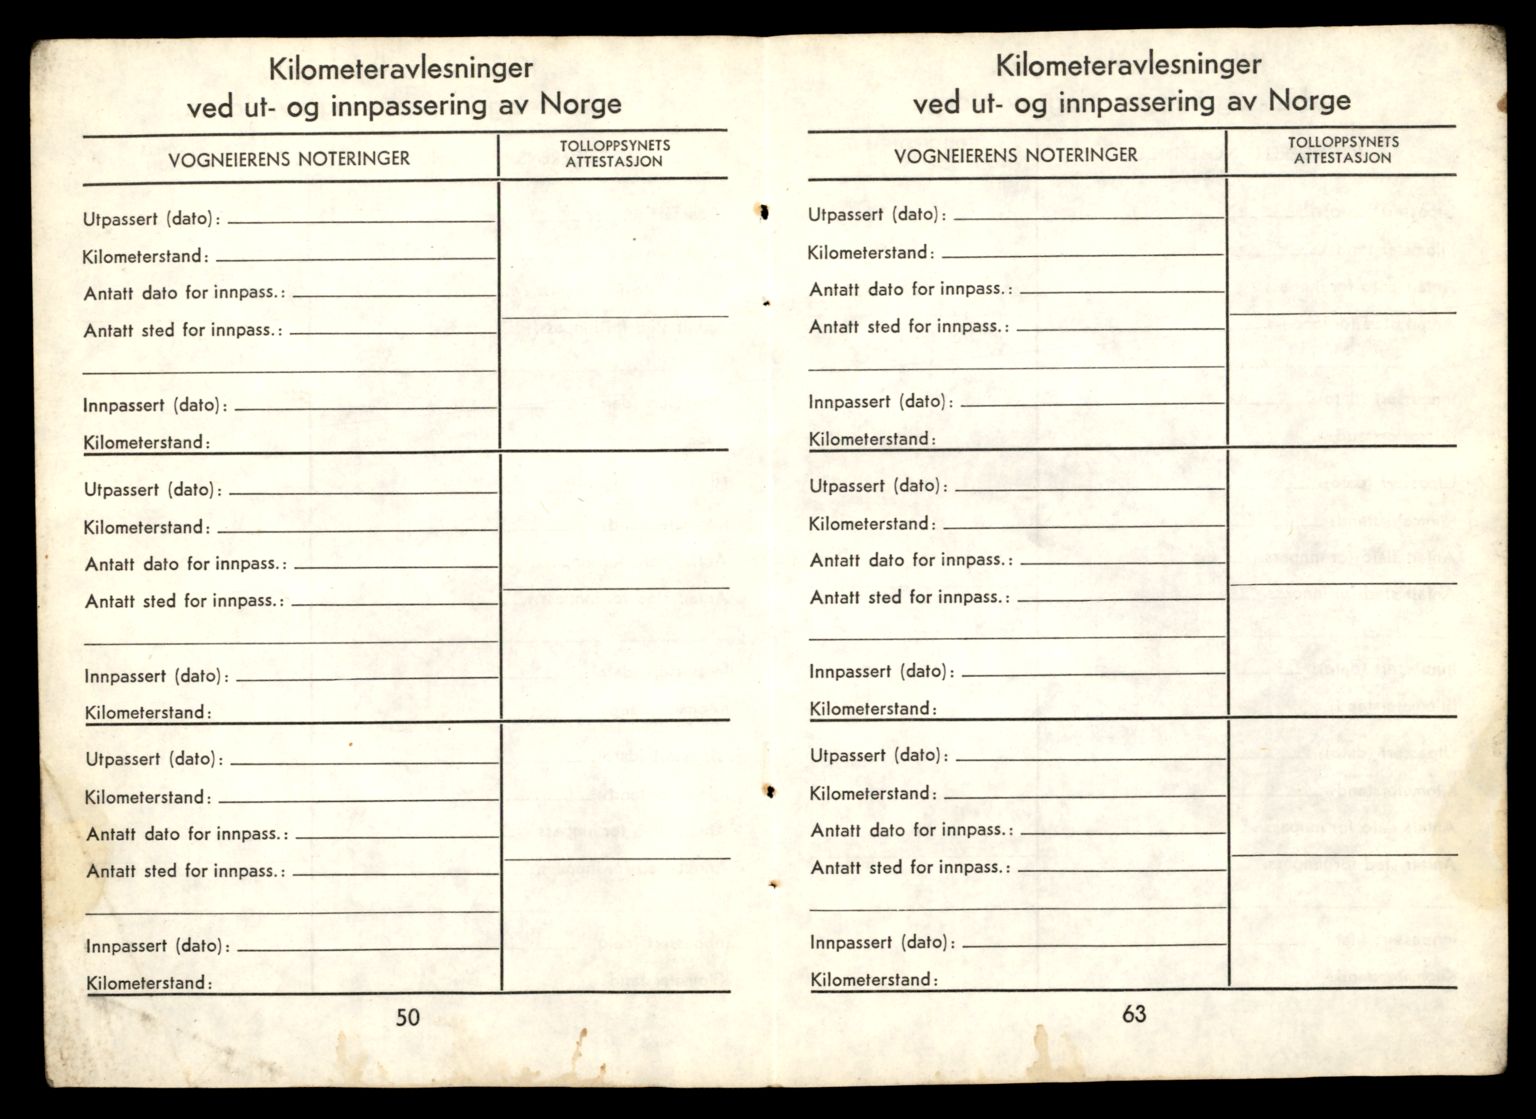 Kilometeravlesninger
ved ut- og innpassering av Norge
VOGNEIERENS NOTERINGER
TOLLOPPSYNETS
ATTESTASJON
Utpassert (dato):
Kilometerstand:
Antatt dato for innpass.:
Antatt sted for innpass.:
Innpassert (dato):
Kilometerstand:
Utpassert (dato):
Kilometerstand:
Antatt dato for innpass.:
Antatt sted for innpass.:
Innpassert (dato):
Kilometerstand:
Utpassert (dato):
Kilometerstand:
Antatt dato for innpass.:
Antatt sted for innpass.:
Innpassert (dato):
Kilometerstand:
50
Kilometeravlesninger
ved ut- og innpassering av Norge
VOGNEIERENS NOTERINGER
TOLLOPPSYNETS
ATTESTASJON
Utpassert (dato):
Kilometerstand:
Antatt dato for innpass.:
Antatt sted for innpass.:
Innpassert (dato):
Kilometerstand:
Utpassert (dato):
Kilometerstand:
Antatt dato for innpass.:
Antatt sted for innpass.:
Innpassert (dato):
Kilometerstand:
Utpassert (dato):
Kilometerstand:
Antatt dato for innpass.:
Antatt sted for innpass.:
Innpassert (dato):
Kilometerstand:
63